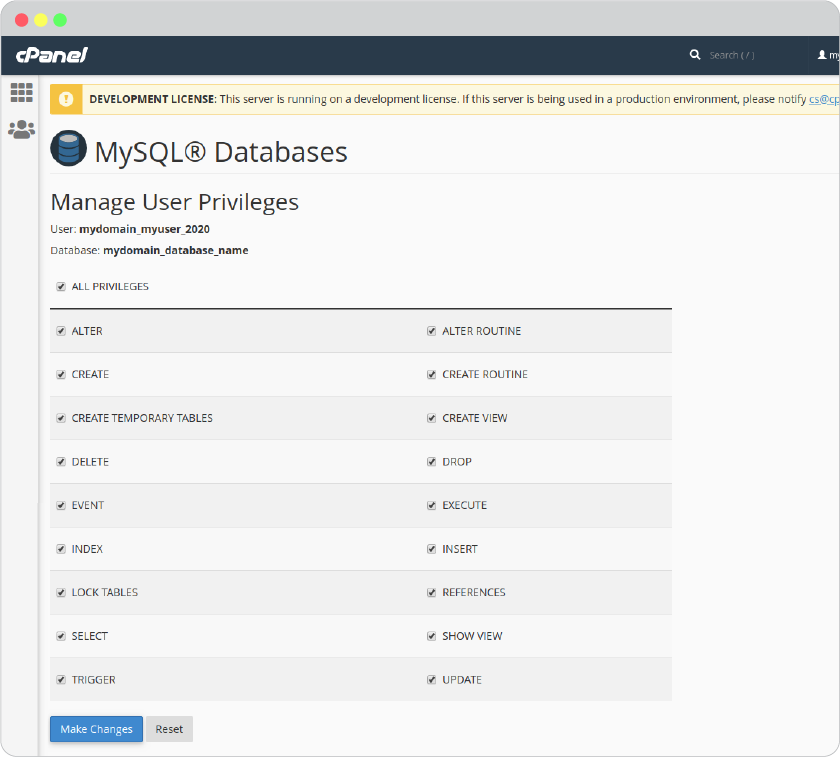 cPanel
Search ( / )
my
DEVELOPMENT LICENSE: This server is running on a development license. If this server is being used in a production environment, please notify cs@cp
MySQL® Databases
Manage User Privileges
User: mydomain_myuser_2020
Database: mydomain_database_name
ALL PRIVILEGES
ALTER
ALTER ROUTINE
CREATE
CREATE ROUTINE
CREATE TEMPORARY TABLES
CREATE VIEW
DELETE
DROP
EVENT
EXECUTE
INDEX
INSERT
LOCK TABLES
REFERENCES
SELECT
SHOW VIEW
TRIGGER
UPDATE
Make Changes
Reset